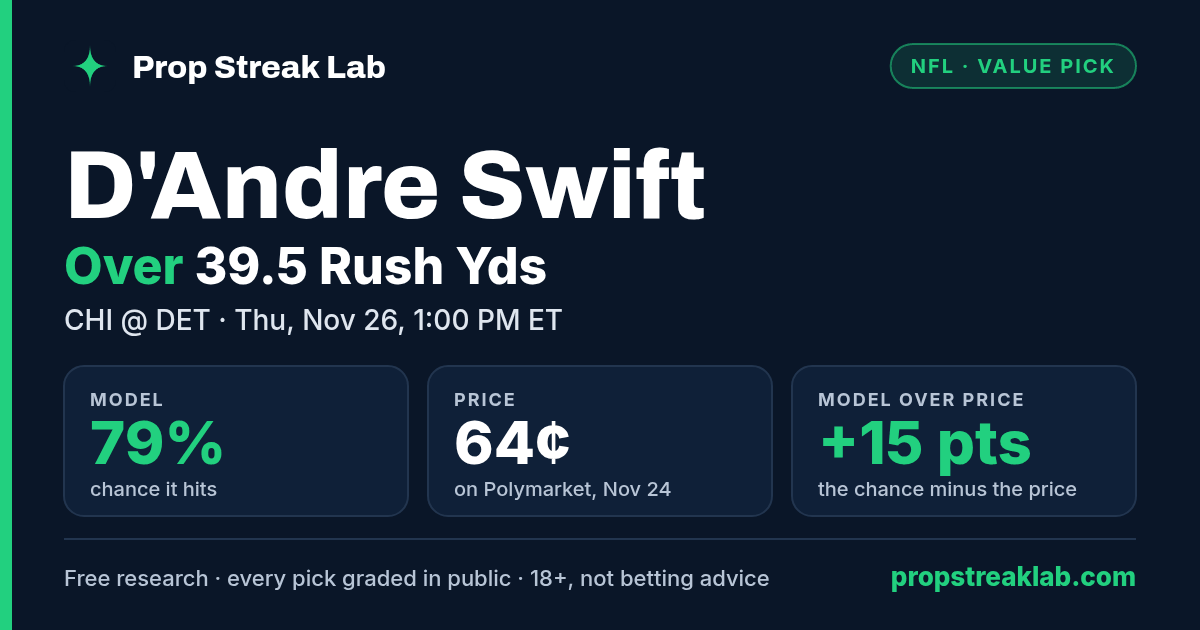 Prop Streak Lab
NFL · VALUE PICK
D'Andre Swift
Over 39.5 Rush Yds
CHI @ DET · Thu, Nov 26, 1:00 PM ET
MODEL
79%
chance it hits
PRICE
64¢
on Polymarket, Nov 24
MODEL OVER PRICE
+15 pts
the chance minus the price
Free research · every pick graded in public · 18+, not betting advice
propstreaklab.com